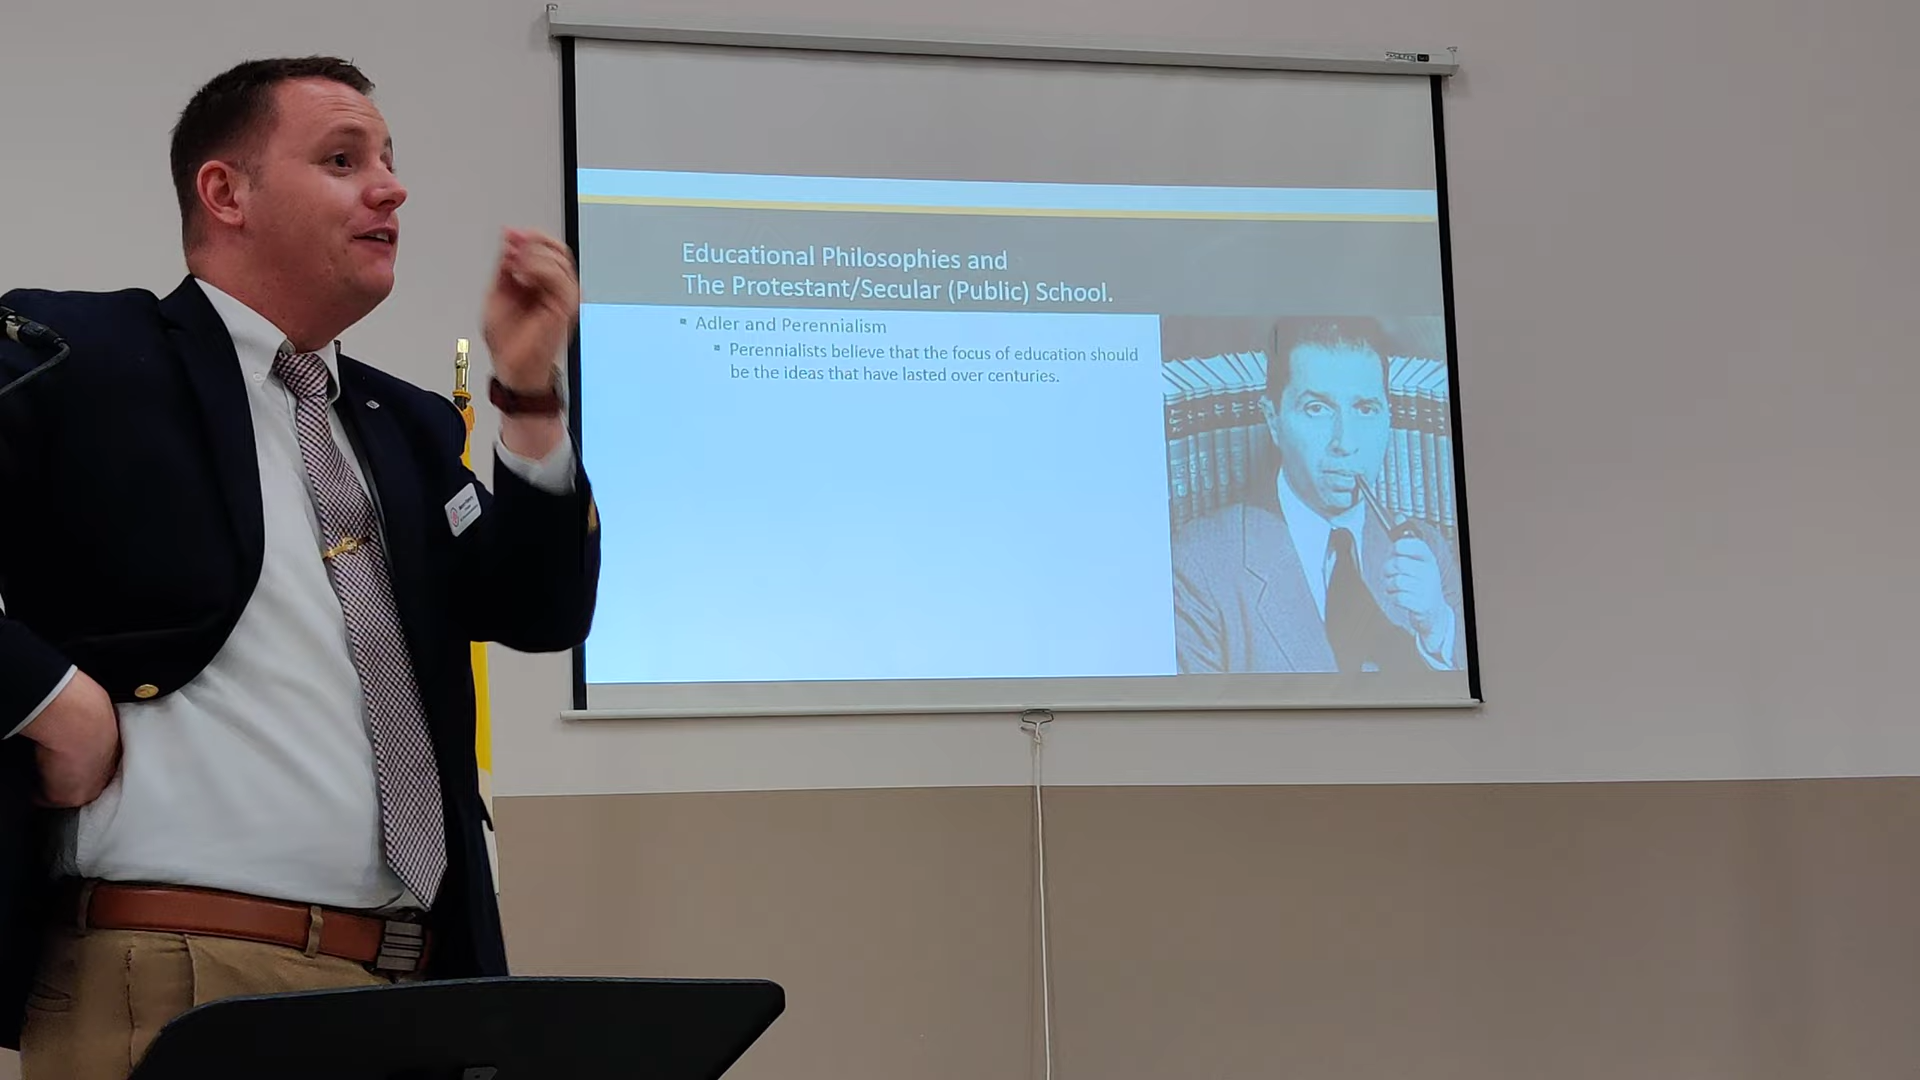 Educational Philosophies and
The Protestant/Secular (Public) School.
Adler and Perennialism
Perennialists believe that the focus of education should
be the ideas that have lasted over centuries.